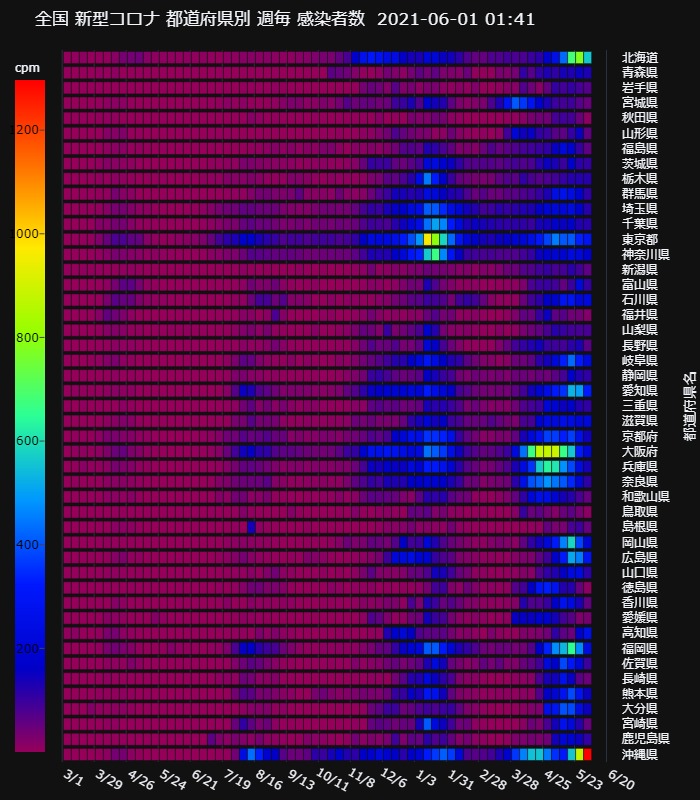 全国 新型コロナ 都道府県別 週毎 感染者数 2021-06-01 01:41
cpm
1200
1000
800
600
400
200
北海道
青森県
岩手県
宮城県
秋田県
山形県
福島県
茨城県
栃木県
群馬県
埼玉県
千葉県
東京都
神奈川県
新潟県
富山県
石川県
福井県
山梨県
長野県
岐阜県
静岡県
愛知県
三重県
滋賀県
京都府
大阪府
兵庫県
奈良県
和歌山県
鳥取県
島根県
岡山県
広島県
山口県
徳島県
香川県
愛媛県
高知県
福岡県
佐賀県
長崎県
熊本県
大分県
宮崎県
鹿児島県
沖縄県
都道府県名
3/1 3/29 4/26 5/24 6/21 7/19 8/16 9/13 10/11 11/8 12/6 1/3 1/31 2/28 3/28 4/25 5/23 6/20